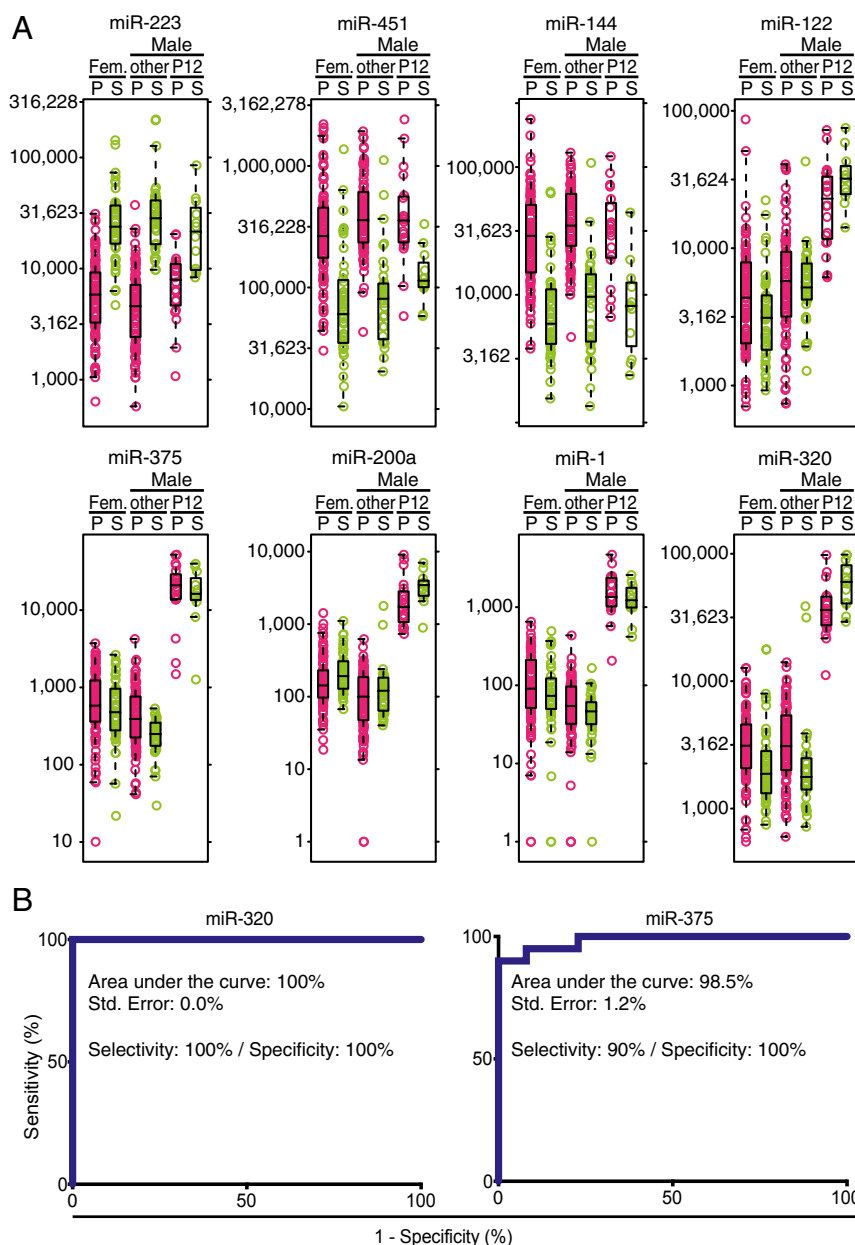 A
miR-223
miR-451
miR-144
miR-122
Male
Male
Male
Male
Fem. other P12
Fem. other P12
Fem. other P12
Fem. other P12
P S P S P S
P S P S P S
P S P S P S
P S P S P S
316,228
100,000
31,623
10,000
3,162
1,000
3,162,278
1,000,000
316,228
100,000
31,623
10,000
100,000
31,623
10,000
3,162
100,000
31,624
10,000
3,162
1,000
miR-375
miR-200a
miR-1
miR-320
Male
Male
Male
Male
Fem. other P12
Fem. other P12
Fem. other P12
Fem. other P12
P S P S P S
P S P S P S
P S P S P S
P S P S P S
10,000
1,000
100
10
10,000
1,000
100
10
1
1,000
100
10
1
100,000
31,623
10,000
3,162
1,000
B
miR-320
miR-375
Sensitivity (%)
100
50
0
Area under the curve: 100%
Std. Error: 0.0%
Selectivity: 100% / Specificity: 100%
0
50
100
100
50
0
Area under the curve: 98.5%
Std. Error: 1.2%
Selectivity: 90% / Specificity: 100%
0
50
100
1 - Specificity (%)